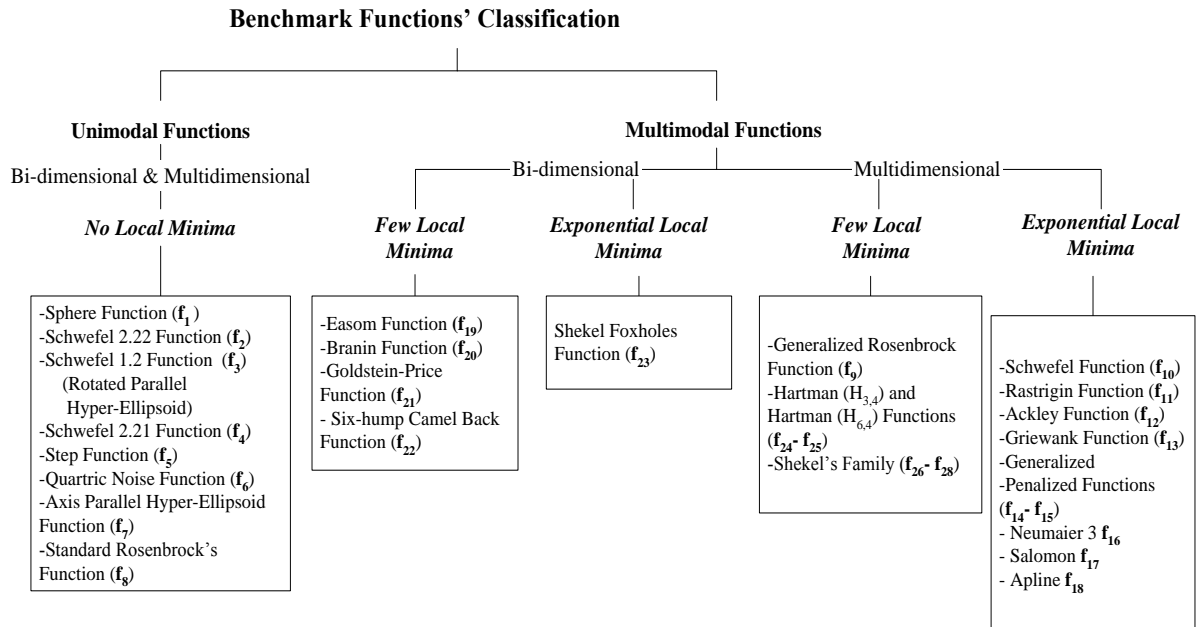 Benchmark Functions’ Classification
Unimodal Functions
Multimodal Functions
Bi-dimensional & Multidimensional
Bi-dimensional
Multidimensional
No Local Minima
Few Local
Minima
Exponential Local
Minima
Few Local
Minima
Exponential Local
Minima
-Sphere Function (f1)
-Schwefel 2.22 Function (f2)
-Schwefel 1.2 Function (f3)
(Rotated Parallel
Hyper-Ellipsoid)
-Schwefel 2.21 Function (f4)
-Step Function (f5)
-Quartric Noise Function (f6)
-Axis Parallel Hyper-Ellipsoid
Function (f7)
-Standard Rosenbrock’s
Function (f8)
-Easom Function (f19)
-Branin Function (f20)
-Goldstein-Price
Function (f21)
- Six-hump Camel Back
Function (f22)
Shekel Foxholes
Function (f23)
-Generalized Rosenbrock
Function (f9)
-Hartman (H3,4) and
Hartman (H6,4) Functions
(f24- f25)
-Shekel’s Family (f26- f28)
-Schwefel Function (f10)
-Rastrigin Function (f11)
-Ackley Function (f12)
-Griewank Function (f13)
-Generalized
-Penalized Functions
(f14- f15)
- Neumaier 3 f16
- Salomon f17
- Apline f18